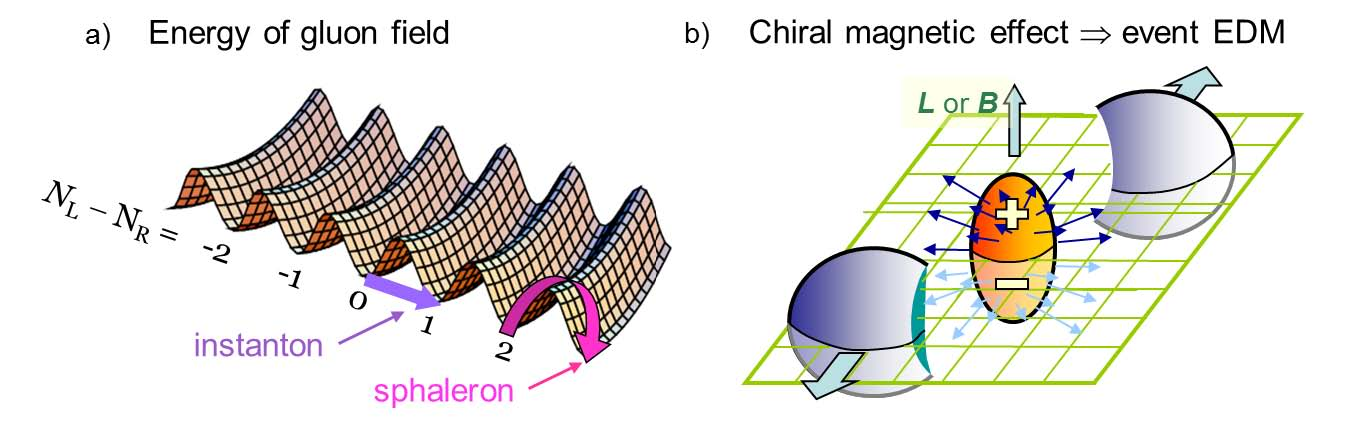 a) Energy of gluon field
N_L – N_R = -2 -1 0 1 2
instanton
sphaleron
b) Chiral magnetic effect ⇒ event EDM
L or B
+
−